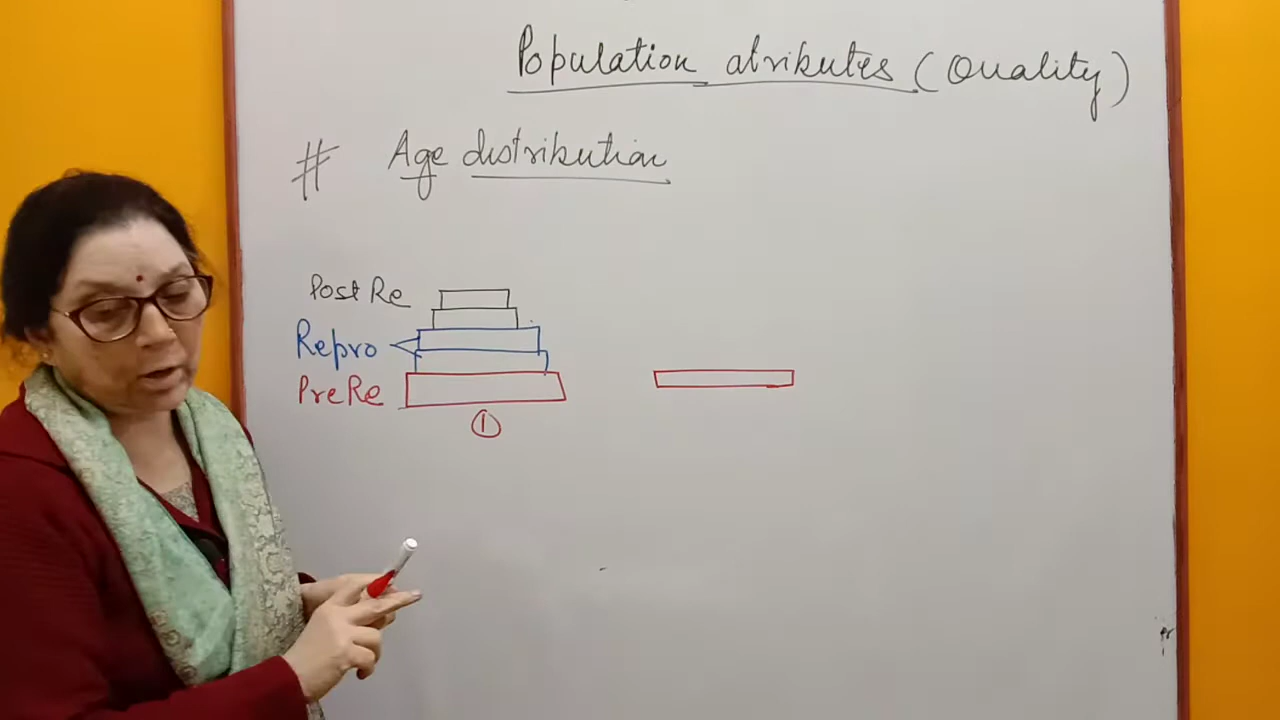 Population atributes (Quality)
# Age distribution
Post Re
Repro
PreRe
1